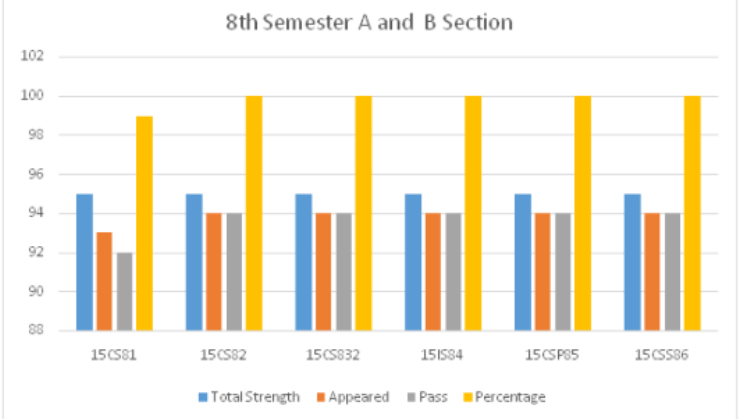 8th Semester A and B Section
102
100
98
96
94
92
90
88
15CS81 15CS82 15CS832 15IS84 15CSP85 15CSS86
Total Strength Appeared Pass Percentage